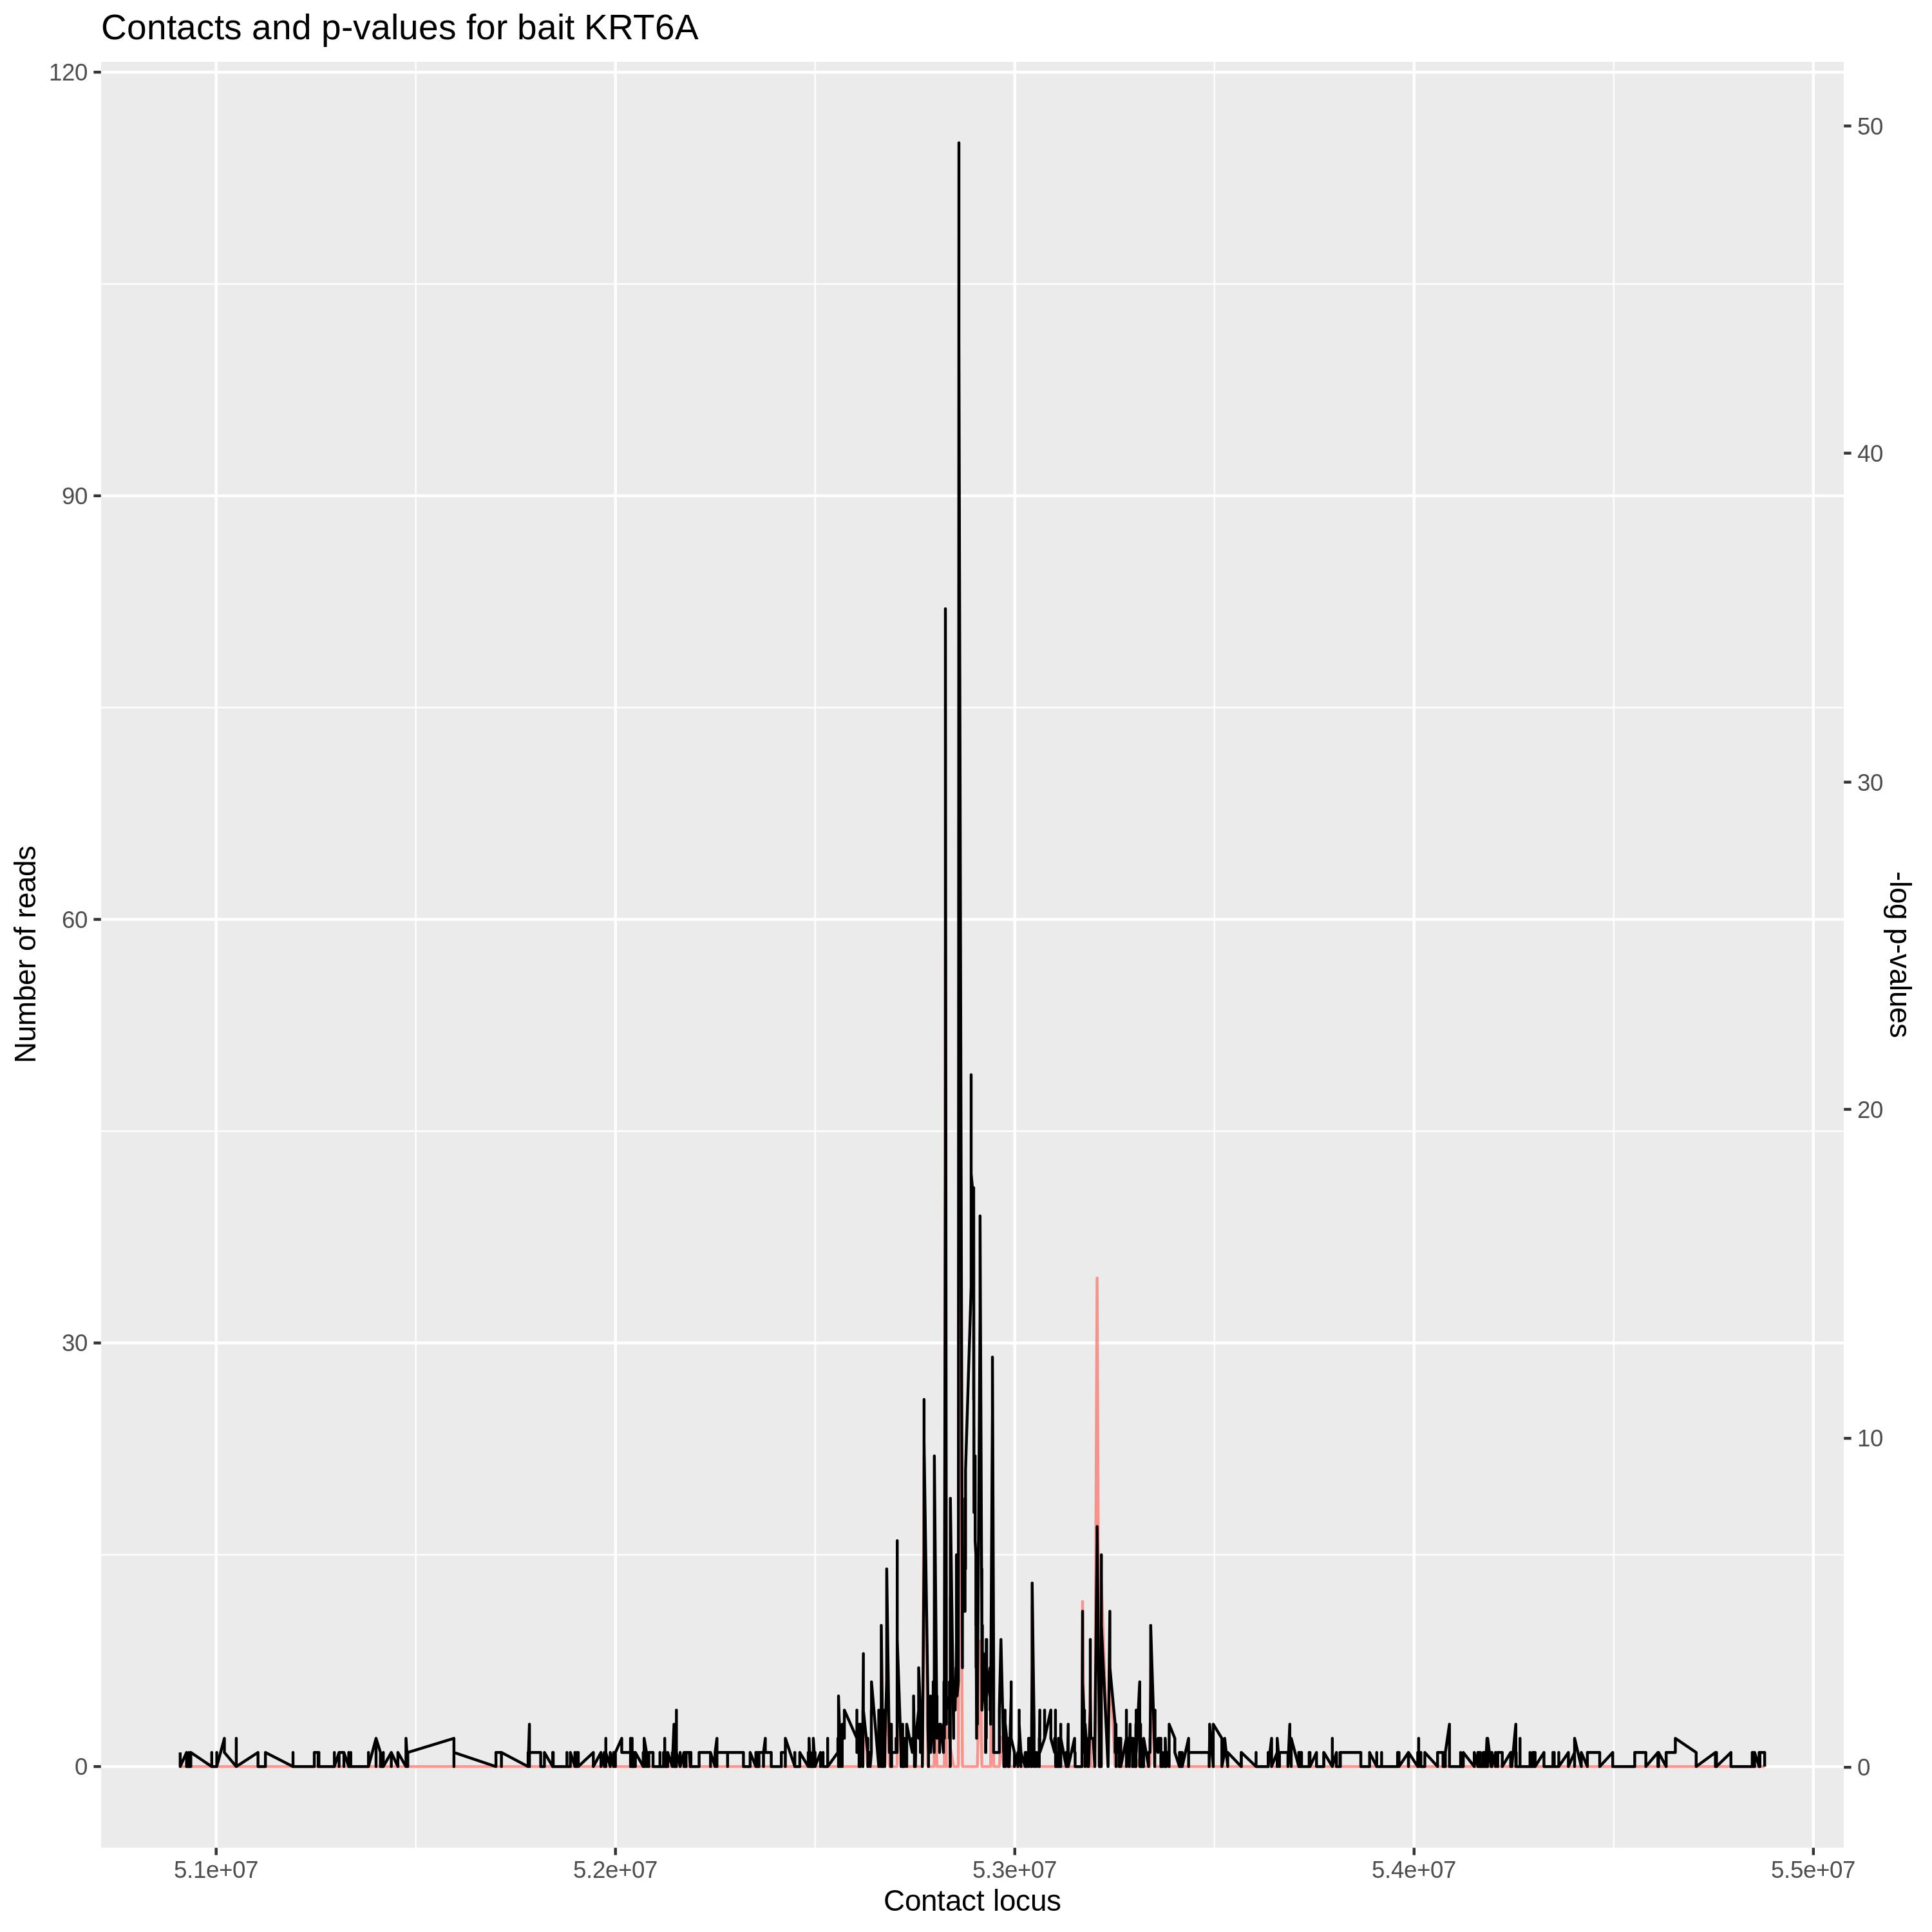 Contacts and p-values for bait KRT6A
120
90
60
30
0
Number of reads
50
40
30
20
10
0
-log p-values
5.1e+07
5.2e+07
5.3e+07
5.4e+07
5.5e+07
Contact locus